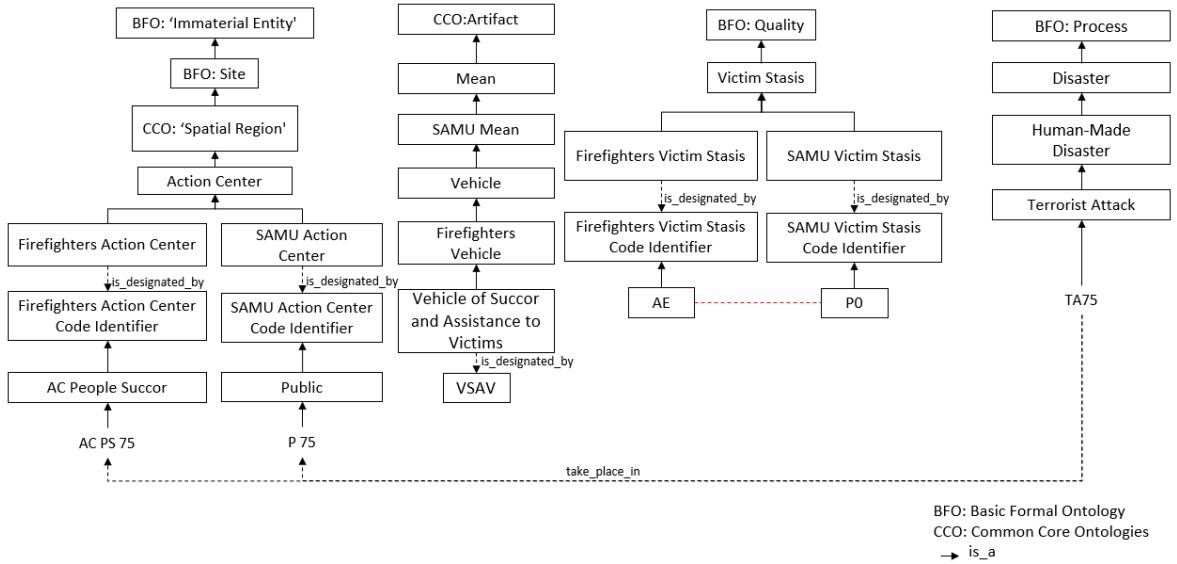 BFO: ‘Immaterial Entity'
BFO: Site
CCO: ‘Spatial Region'
Action Center
Firefighters Action Center
SAMU Action
Center
is_designated_by
is_designated_by
Firefighters Action Center
Code Identifier
SAMU Action Center
Code Identifier
AC People Succor
Public
AC PS 75
P 75
CCO:Artifact
Mean
SAMU Mean
Vehicle
Firefighters
Vehicle
Vehicle of Succor
and Assistance to
Victims
is_designated_by
VSAV
BFO: Quality
Victim Stasis
Firefighters Victim Stasis
SAMU Victim Stasis
is_designated_by
is_designated_by
Firefighters Victim Stasis
Code Identifier
SAMU Victim Stasis
Code Identifier
AE
P0
BFO: Process
Disaster
Human-Made
Disaster
Terrorist Attack
TA75
take_place_in
BFO: Basic Formal Ontology
CCO: Common Core Ontologies
is_a